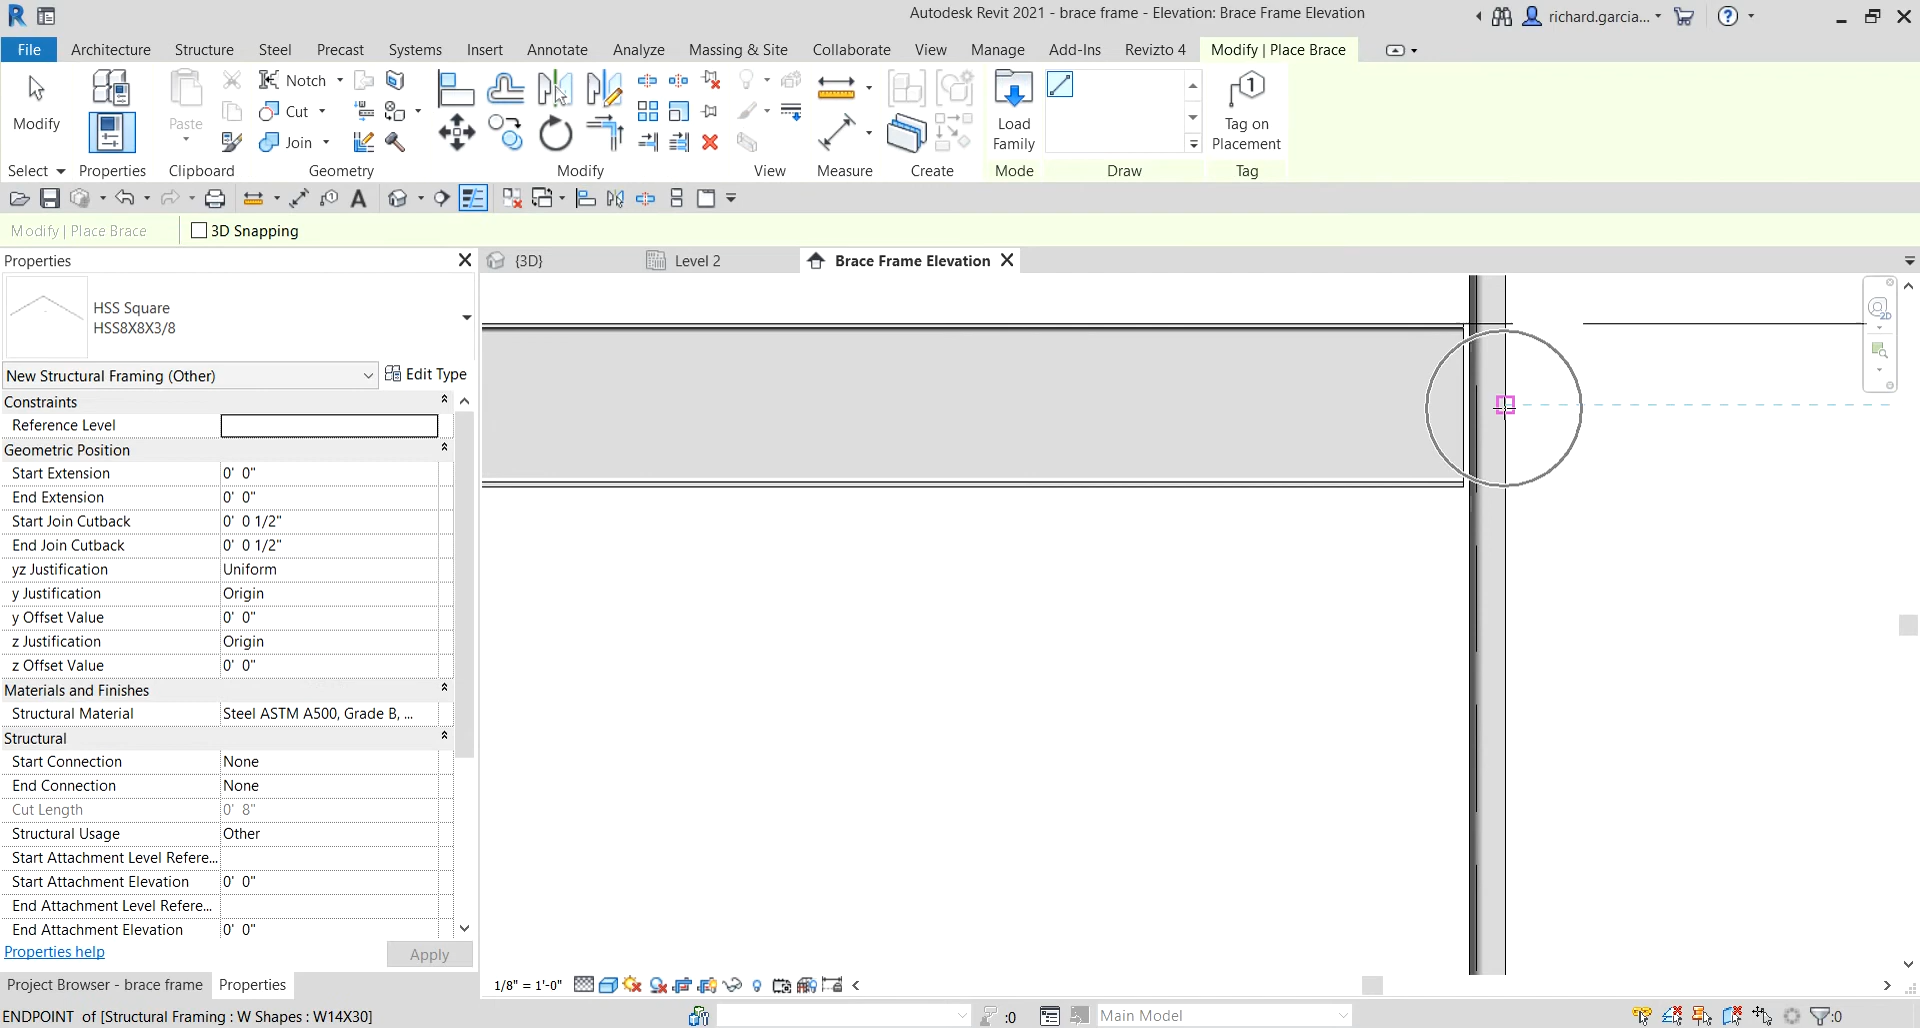 Autodesk Revit 2021 - brace frame - Elevation: Brace Frame Elevation
richard.garcia...
File Architecture Structure Steel Precast Systems Insert Annotate Analyze Massing & Site Collaborate View Manage Add-Ins Revizto 4 Modify | Place Brace
Modify
Paste
Notch
Cut
Join
Load Family
1
Tag on Placement
Select Properties Clipboard Geometry Modify View Measure Create Mode Draw Tag
A
Modify | Place Brace 3D Snapping
Properties
{3D} Level 2 Brace Frame Elevation
HSS Square
HSS8X8X3/8
New Structural Framing (Other) Edit Type
Constraints
Reference Level
Geometric Position
Start Extension 0' 0"
End Extension 0' 0"
Start Join Cutback 0' 0 1/2"
End Join Cutback 0' 0 1/2"
yz Justification Uniform
y Justification Origin
y Offset Value 0' 0"
z Justification Origin
z Offset Value 0' 0"
Materials and Finishes
Structural Material Steel ASTM A500, Grade B, ...
Structural
Start Connection None
End Connection None
Cut Length 0' 8"
Structural Usage Other
Start Attachment Level Refere...
Start Attachment Elevation 0' 0"
End Attachment Level Refere...
End Attachment Elevation 0' 0"
Properties help Apply
2D
Project Browser - brace frame Properties
1/8" = 1'-0"
ENDPOINT of [Structural Framing : W Shapes : W14X30]
:0
Main Model
:0